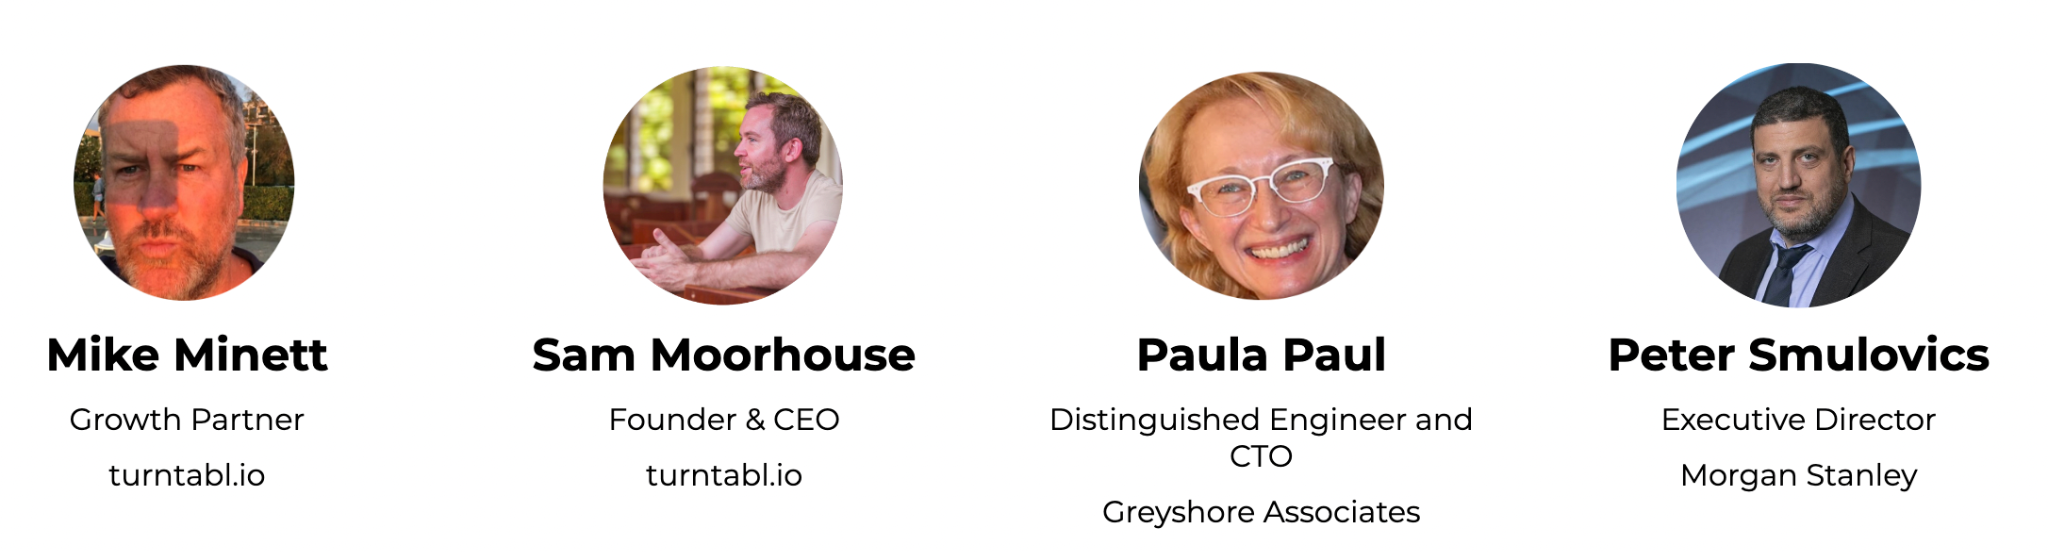 Mike Minett
Growth Partner
turntabl.io
Sam Moorhouse
Founder & CEO
turntabl.io
Paula Paul
Distinguished Engineer and
CTO
Greyshore Associates
Peter Smulovics
Executive Director
Morgan Stanley